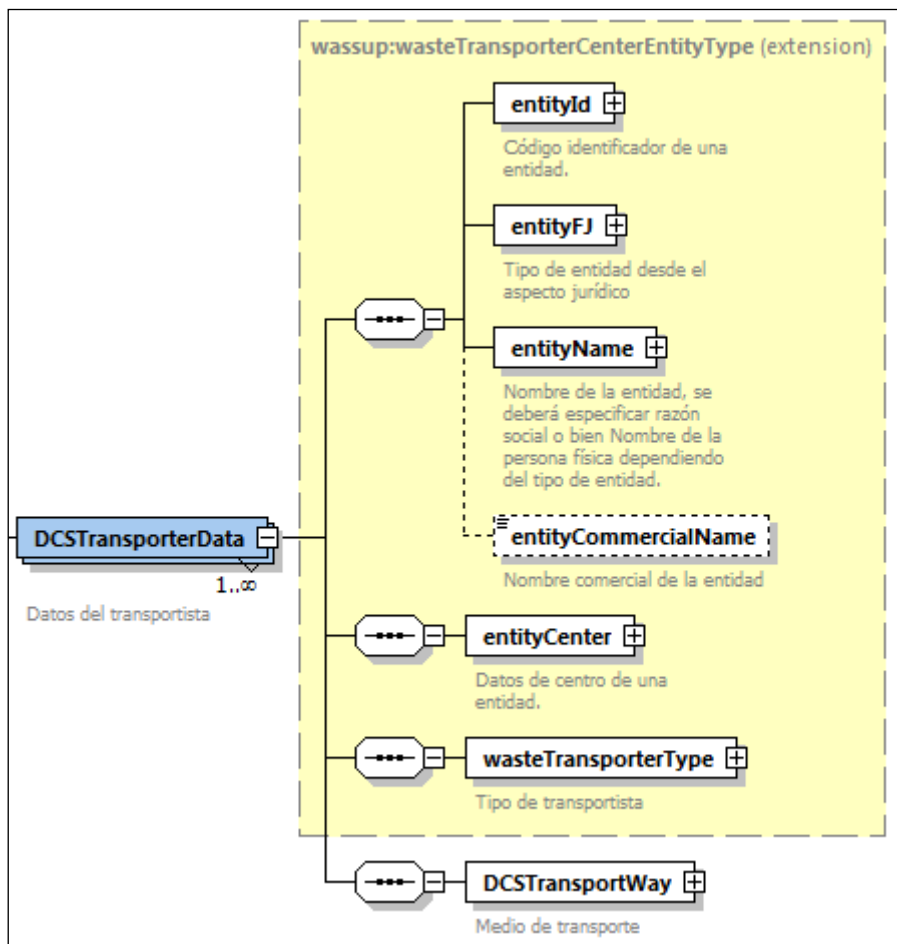 wassup:wasteTransporterCenterEntityType (extension)
entityId
Código identificador de una
entidad.
entityFJ
Tipo de entidad desde el
aspecto jurídico
entityName
Nombre de la entidad, se
deberá especificar razón
social o bien Nombre de la
persona física dependiendo
del tipo de entidad.
entityCommercialName
Nombre comercial de la entidad
DCSTransporterData
1..∞
Datos del transportista
entityCenter
Datos de centro de una
entidad.
wasteTransporterType
Tipo de transportista
DCSTransportWay
Medio de transporte